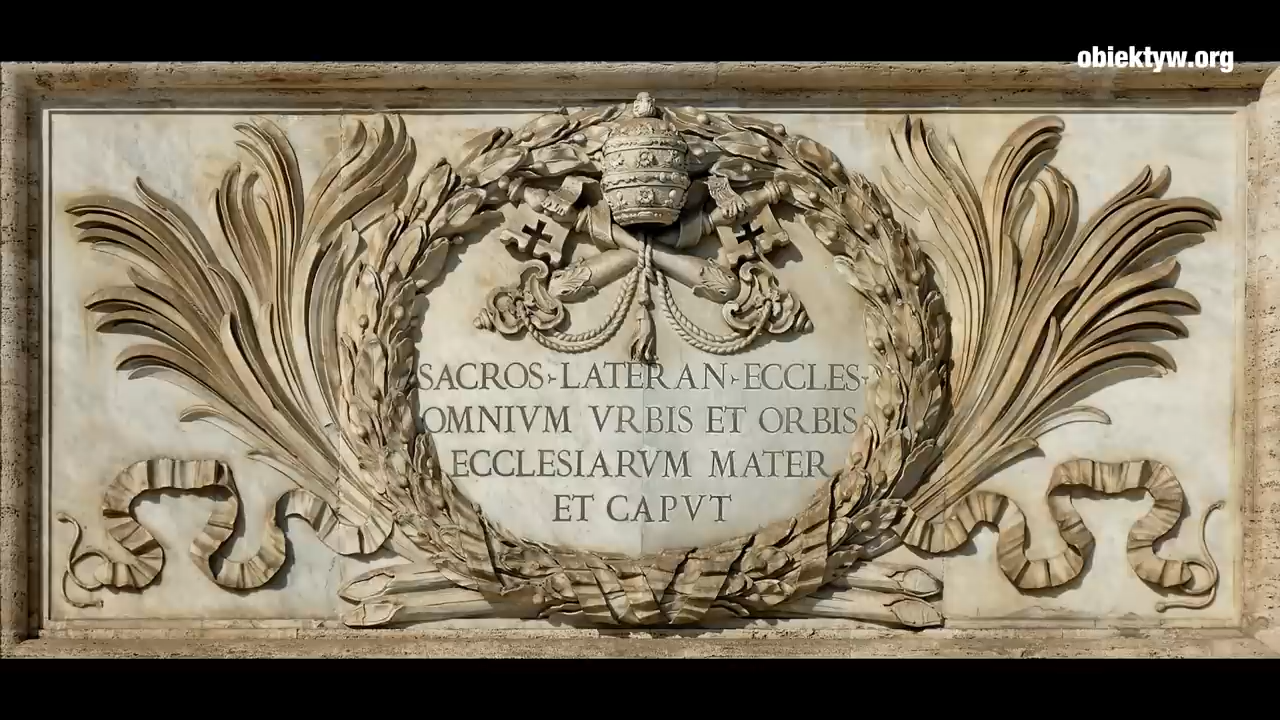 obiektyw.org
SACROS·LATERAN·ECCLES·
OMNIVM VRBIS ET ORBIS
ECCLESIARVM MATER
ET CAPVT